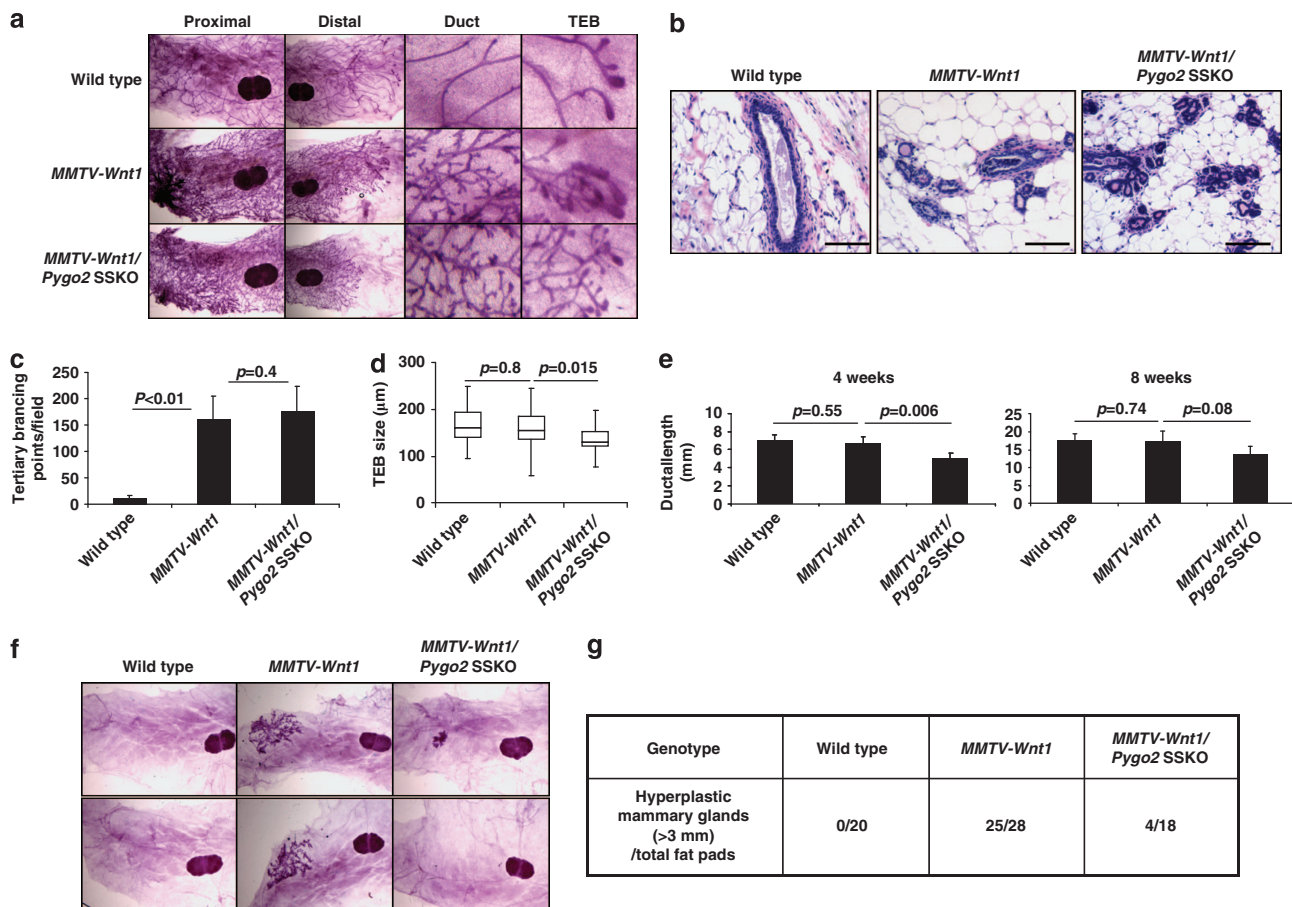 a
Proximal Distal Duct TEB
Wild type
MMTV-Wnt1
MMTV-Wnt1/
Pygo2 SSKO
b
Wild type
MMTV-Wnt1
MMTV-Wnt1/
Pygo2 SSKO
c
Tertiary brancing
points/field
250
200
150
100
50
0
P<0.01
p=0.4
Wild type
MMTV-Wnt1
MMTV-Wnt1/
Pygo2 SSKO
d
TEB size (μm)
300
200
100
0
p=0.8
p=0.015
Wild type
MMTV-Wnt1
MMTV-Wnt1/
Pygo2 SSKO
e
4 weeks
Ductallength
(mm)
10
8
6
4
2
0
p=0.55
p=0.006
Wild type
MMTV-Wnt1
MMTV-Wnt1/
Pygo2 SSKO
8 weeks
25
20
15
10
5
0
p=0.74
p=0.08
Wild type
MMTV-Wnt1
MMTV-Wnt1/
Pygo2 SSKO
f
Wild type
MMTV-Wnt1
MMTV-Wnt1/
Pygo2 SSKO
g
Genotype
Wild type
MMTV-Wnt1
MMTV-Wnt1/
Pygo2 SSKO
Hyperplastic
mammary glands
(>3 mm)
/total fat pads
0/20
25/28
4/18